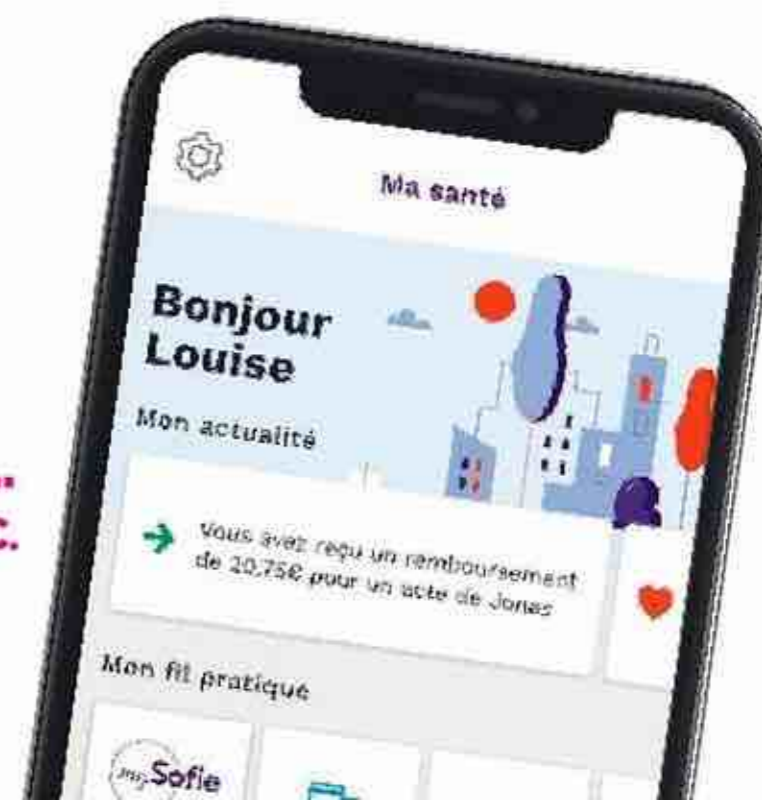 Ma santé
Bonjour
Louise
Mon actualité
Vous avez reçu un remboursement
de 20,75€ pour un acte de Jonas
Mon fil pratique
my Sofie